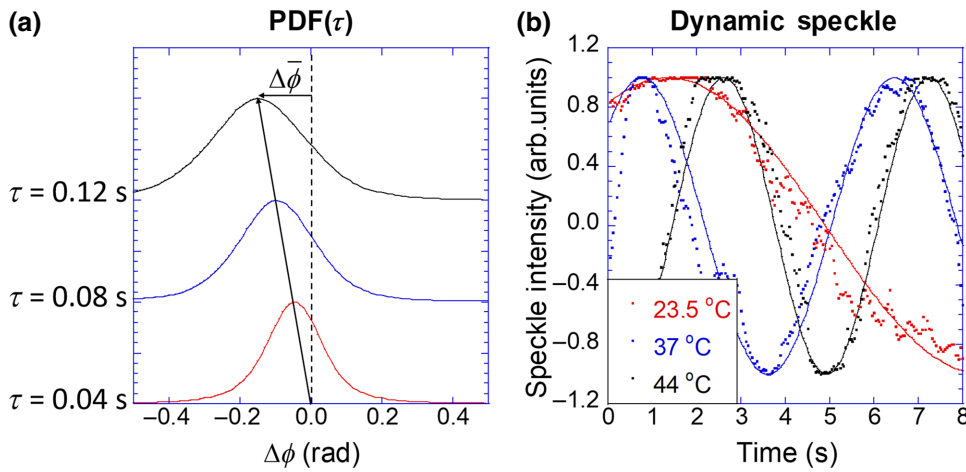 (a) PDF(τ)
Δϕ̅
τ = 0.12 s
τ = 0.08 s
τ = 0.04 s
−0.4 −0.2 0.0 0.2 0.4
Δϕ (rad)
(b) Dynamic speckle
Speckle intensity (arb.units)
1.2
0.8
0.4
0.0
−0.4
−0.8
−1.2
23.5 °C
37 °C
44 °C
0 1 2 3 4 5 6 7 8
Time (s)